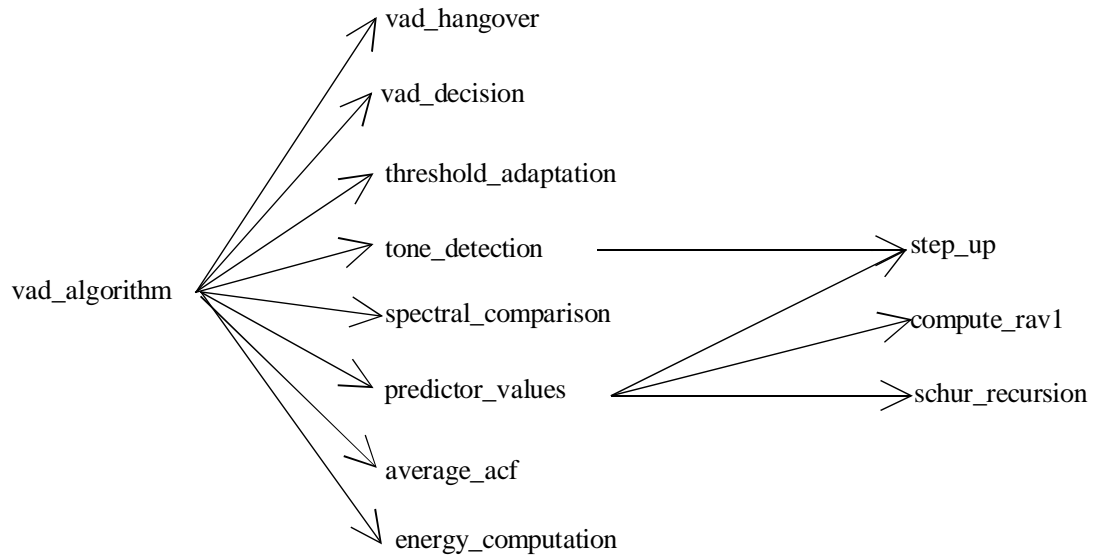 vad_hangover
vad_decision
threshold_adaptation
tone_detection
step_up
vad_algorithm
spectral_comparison
compute_rav1
predictor_values
schur_recursion
average_acf
energy_computation